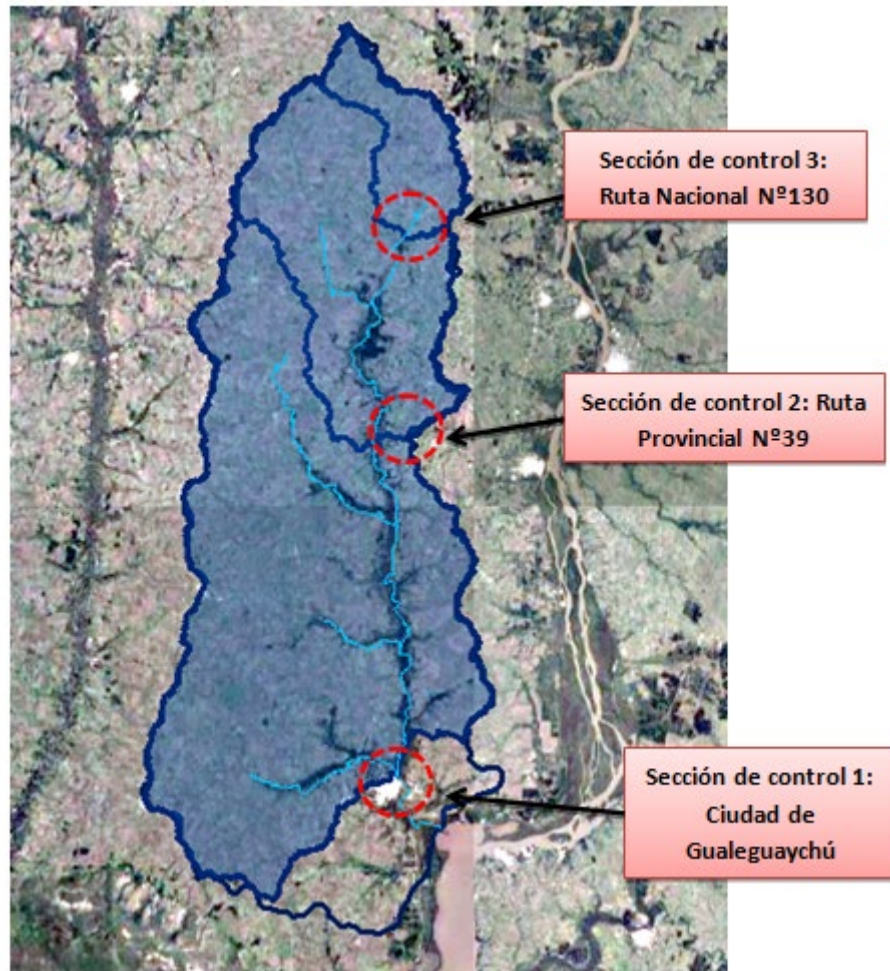 Sección de control 3:
Ruta Nacional Nº130
Sección de control 2: Ruta
Provincial Nº39
Sección de control 1:
Ciudad de
Gualeguaychú